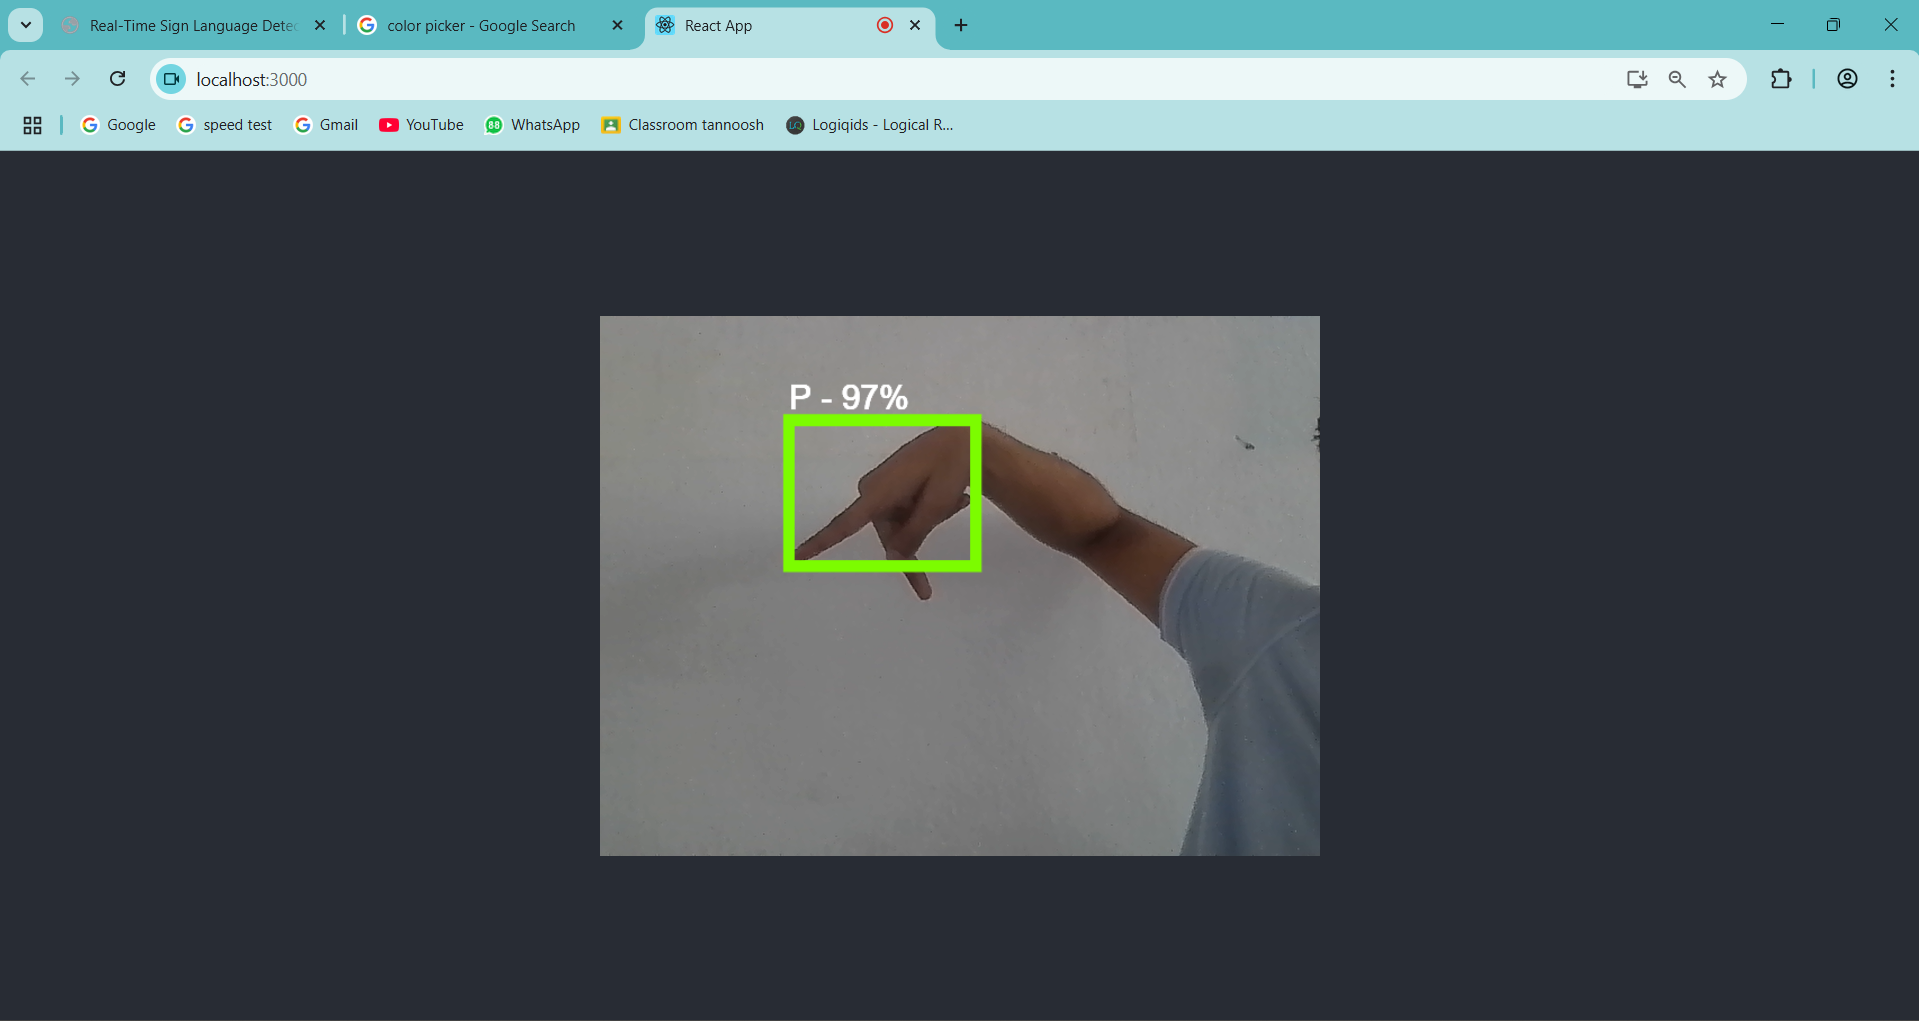 Real-Time Sign Language Detec
color picker - Google Search
React App
localhost:3000
Google
speed test
Gmail
YouTube
88
WhatsApp
Classroom tannoosh
Logiqids - Logical R...
P - 97%